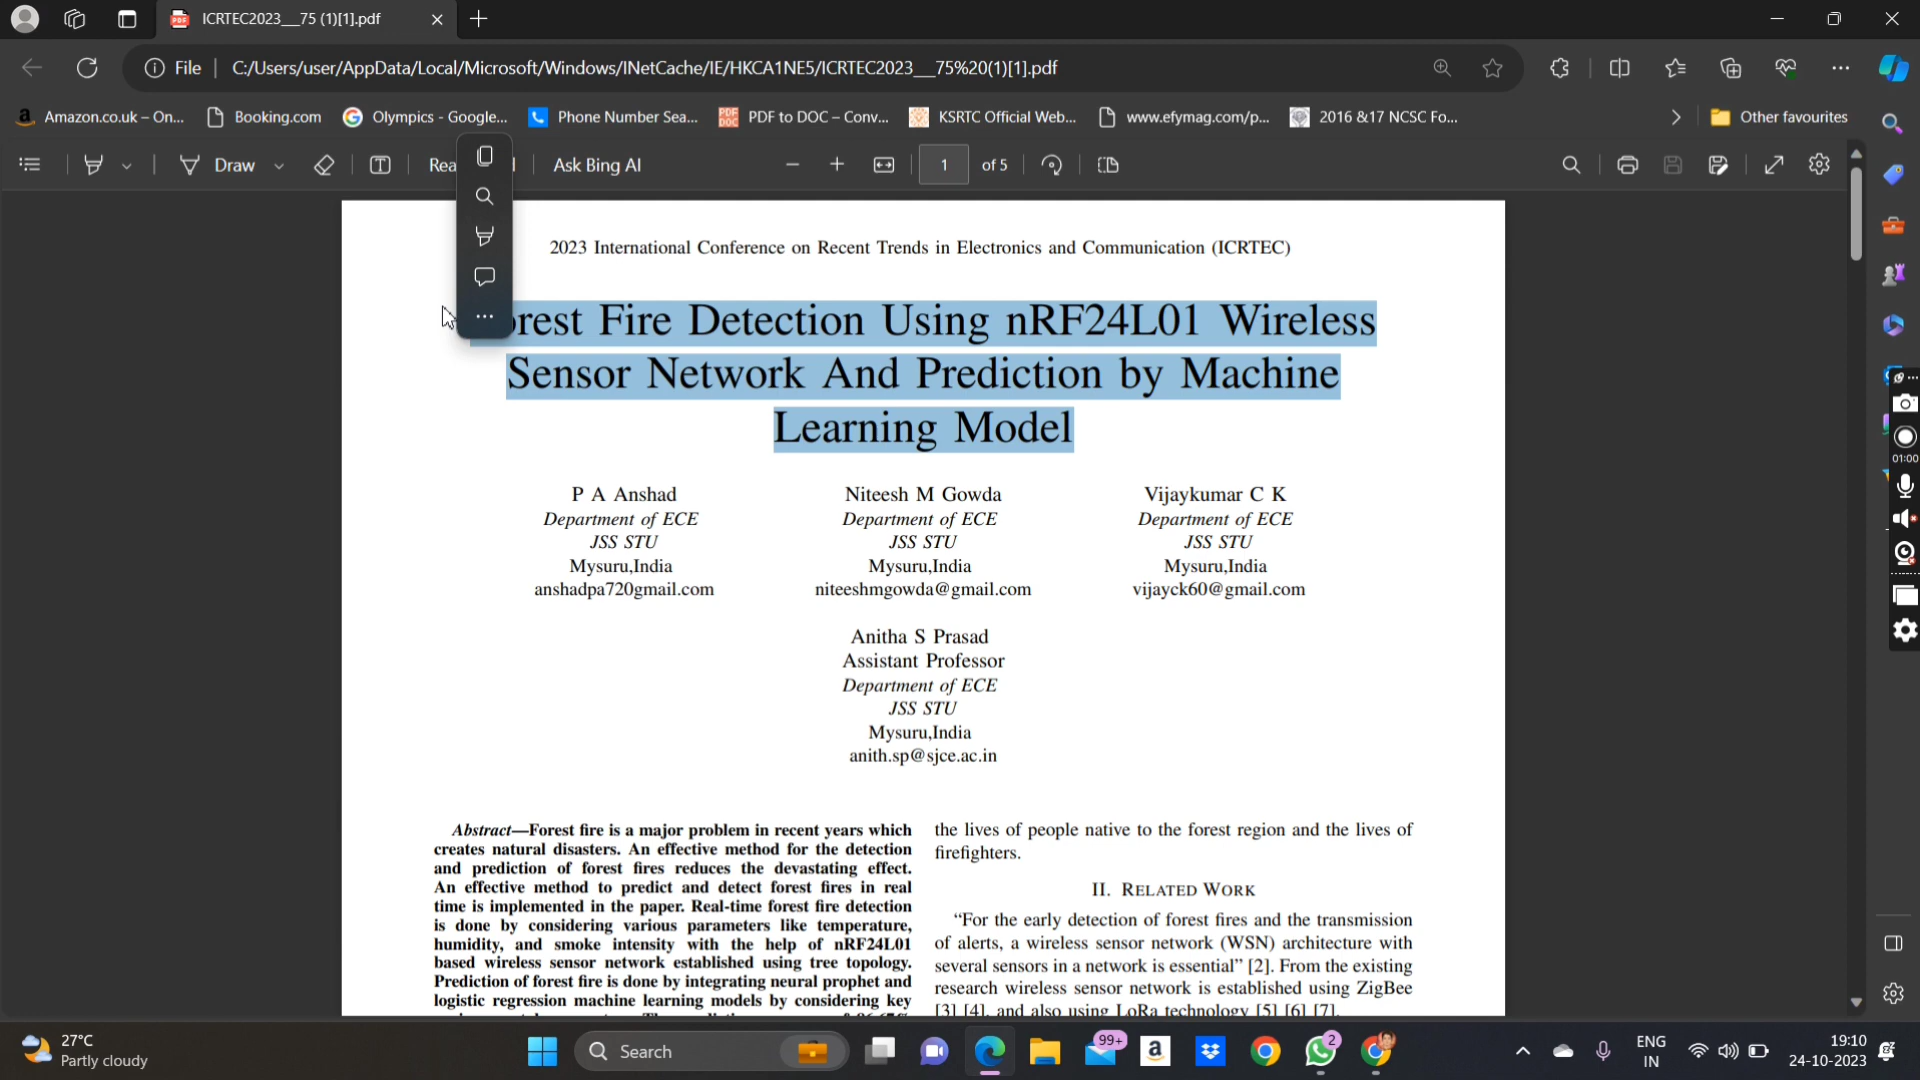 ICRTEC2023__75 (1)[1].pdf
File
C:/Users/user/AppData/Local/Microsoft/Windows/INetCache/IE/HKCA1NE5/ICRTEC2023__75%20(1)[1].pdf
Amazon.co.uk – On...
Booking.com
Olympics - Google...
Phone Number Sea...
PDF to DOC – Conv...
KSRTC Official Web...
www.efymag.com/p...
2016 &17 NCSC Fo...
Other favourites
Draw
Ask Bing AI
1
of 5
2023 International Conference on Recent Trends in Electronics and Communication (ICRTEC)
orest Fire Detection Using nRF24L01 Wireless
Sensor Network And Prediction by Machine
Learning Model
P A Anshad
Department of ECE
JSS STU
Mysuru,India
anshadpa720gmail.com
Niteesh M Gowda
Department of ECE
JSS STU
Mysuru,India
niteeshmgowda@gmail.com
Vijaykumar C K
Department of ECE
JSS STU
Mysuru,India
vijayck60@gmail.com
Anitha S Prasad
Assistant Professor
Department of ECE
JSS STU
Mysuru,India
anith.sp@sjce.ac.in
Abstract—Forest fire is a major problem in recent years which
creates natural disasters. An effective method for the detection
and prediction of forest fires reduces the devastating effect.
An effective method to predict and detect forest fires in real
time is implemented in the paper. Real-time forest fire detection
is done by considering various parameters like temperature,
humidity, and smoke intensity with the help of nRF24L01
based wireless sensor network established using tree topology.
Prediction of forest fire is done by integrating neural prophet and
logistic regression machine learning models by considering key
the lives of people native to the forest region and the lives of
firefighters.
II. RELATED WORK
“For the early detection of forest fires and the transmission
of alerts, a wireless sensor network (WSN) architecture with
several sensors in a network is essential” [2]. From the existing
research wireless sensor network is established using ZigBee
[3] [4], and also using LoRa technology [5] [6] [7].
01:00
27°C
Partly cloudy
Search
99+
2
ENG
IN
19:10
24-10-2023